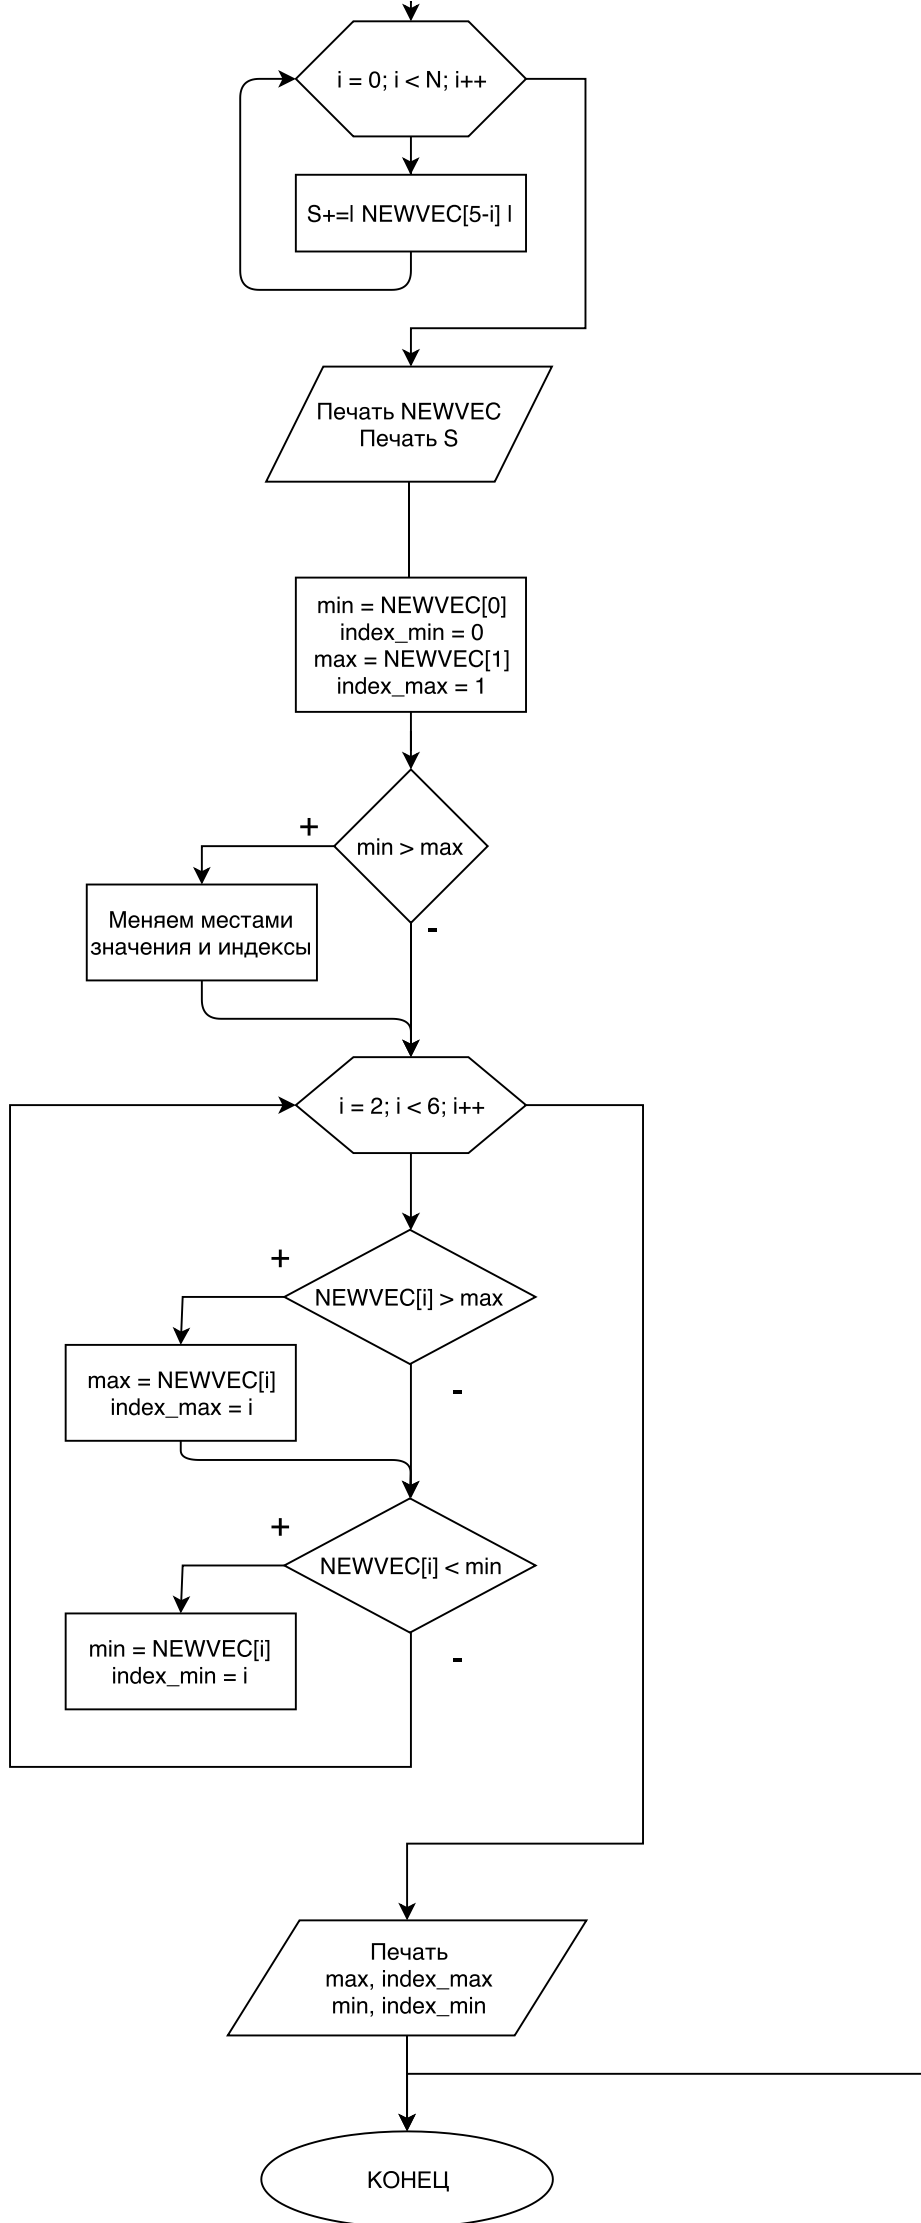 i = 0; i < N; i++
S+=| NEWVEC[5-i] |
Печать NEWVEC
Печать S
min = NEWVEC[0]
index_min = 0
max = NEWVEC[1]
index_max = 1
min > max
+
-
Меняем местами
значения и индексы
i = 2; i < 6; i++
+
NEWVEC[i] > max
max = NEWVEC[i]
index_max = i
-
+
NEWVEC[i] < min
min = NEWVEC[i]
index_min = i
-
Печать
max, index_max
min, index_min
КОНЕЦ